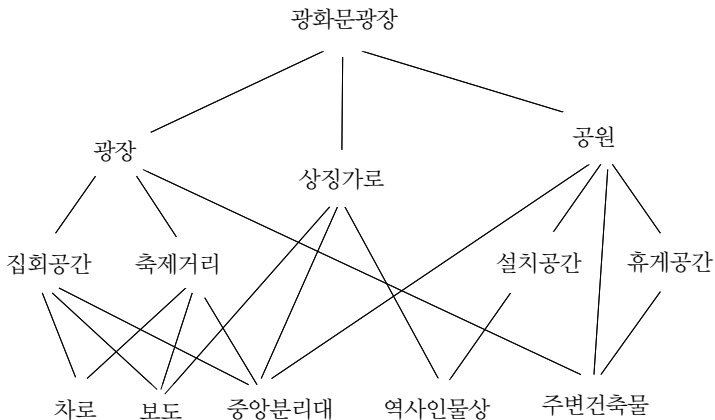 광화문광장
광장
상징가로
공원
집회공간
축제거리
설치공간
휴게공간
차로
보도
중앙분리대
역사인물상
주변건축물